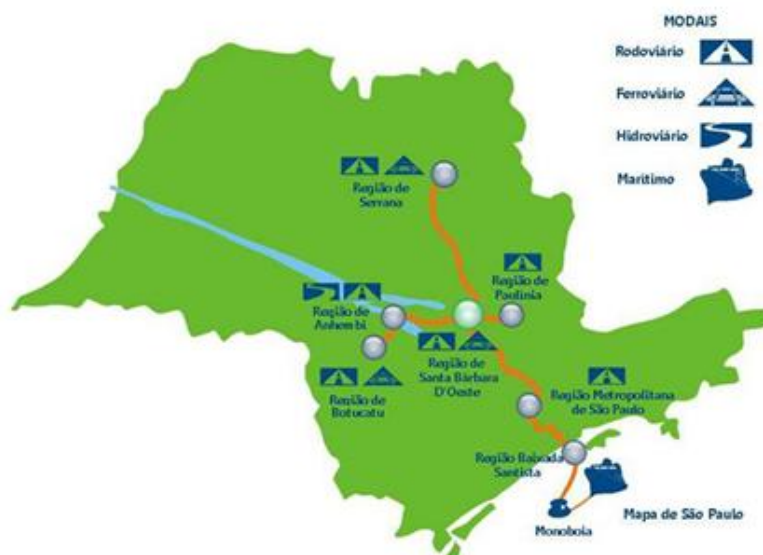 MODAIS
Rodoviário
Ferroviário
Hidroviário
Marítimo
Região de
Serrana
Região de
Paulínia
Região de
Anhembi
Região de
Santa Bárbara
D'Oeste
Região de
Botucatu
Região Metropolitana
de São Paulo
Região Baixada
Santista
Monoboia
Mapa de São Paulo